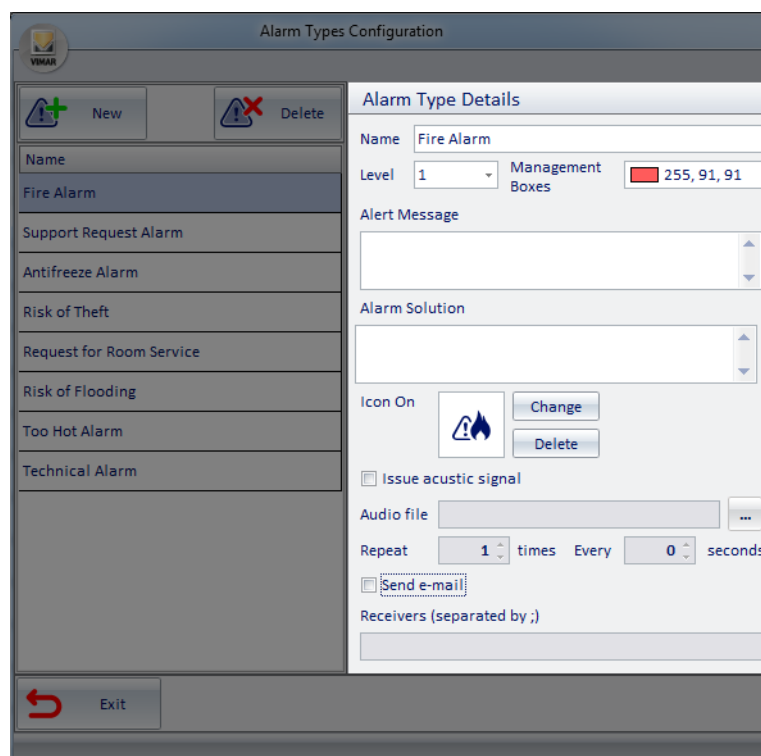 Alarm Types Configuration
VIMAR
New
Delete
Name
Fire Alarm
Support Request Alarm
Antifreeze Alarm
Risk of Theft
Request for Room Service
Risk of Flooding
Too Hot Alarm
Technical Alarm
Exit
Alarm Type Details
Name Fire Alarm
Level 1 Management Boxes 255, 91, 91
Alert Message
Alarm Solution
Icon On
Change
Delete
Issue acustic signal
Audio file ...
Repeat 1 times Every 0 seconds
Send e-mail
Receivers (separated by ;)